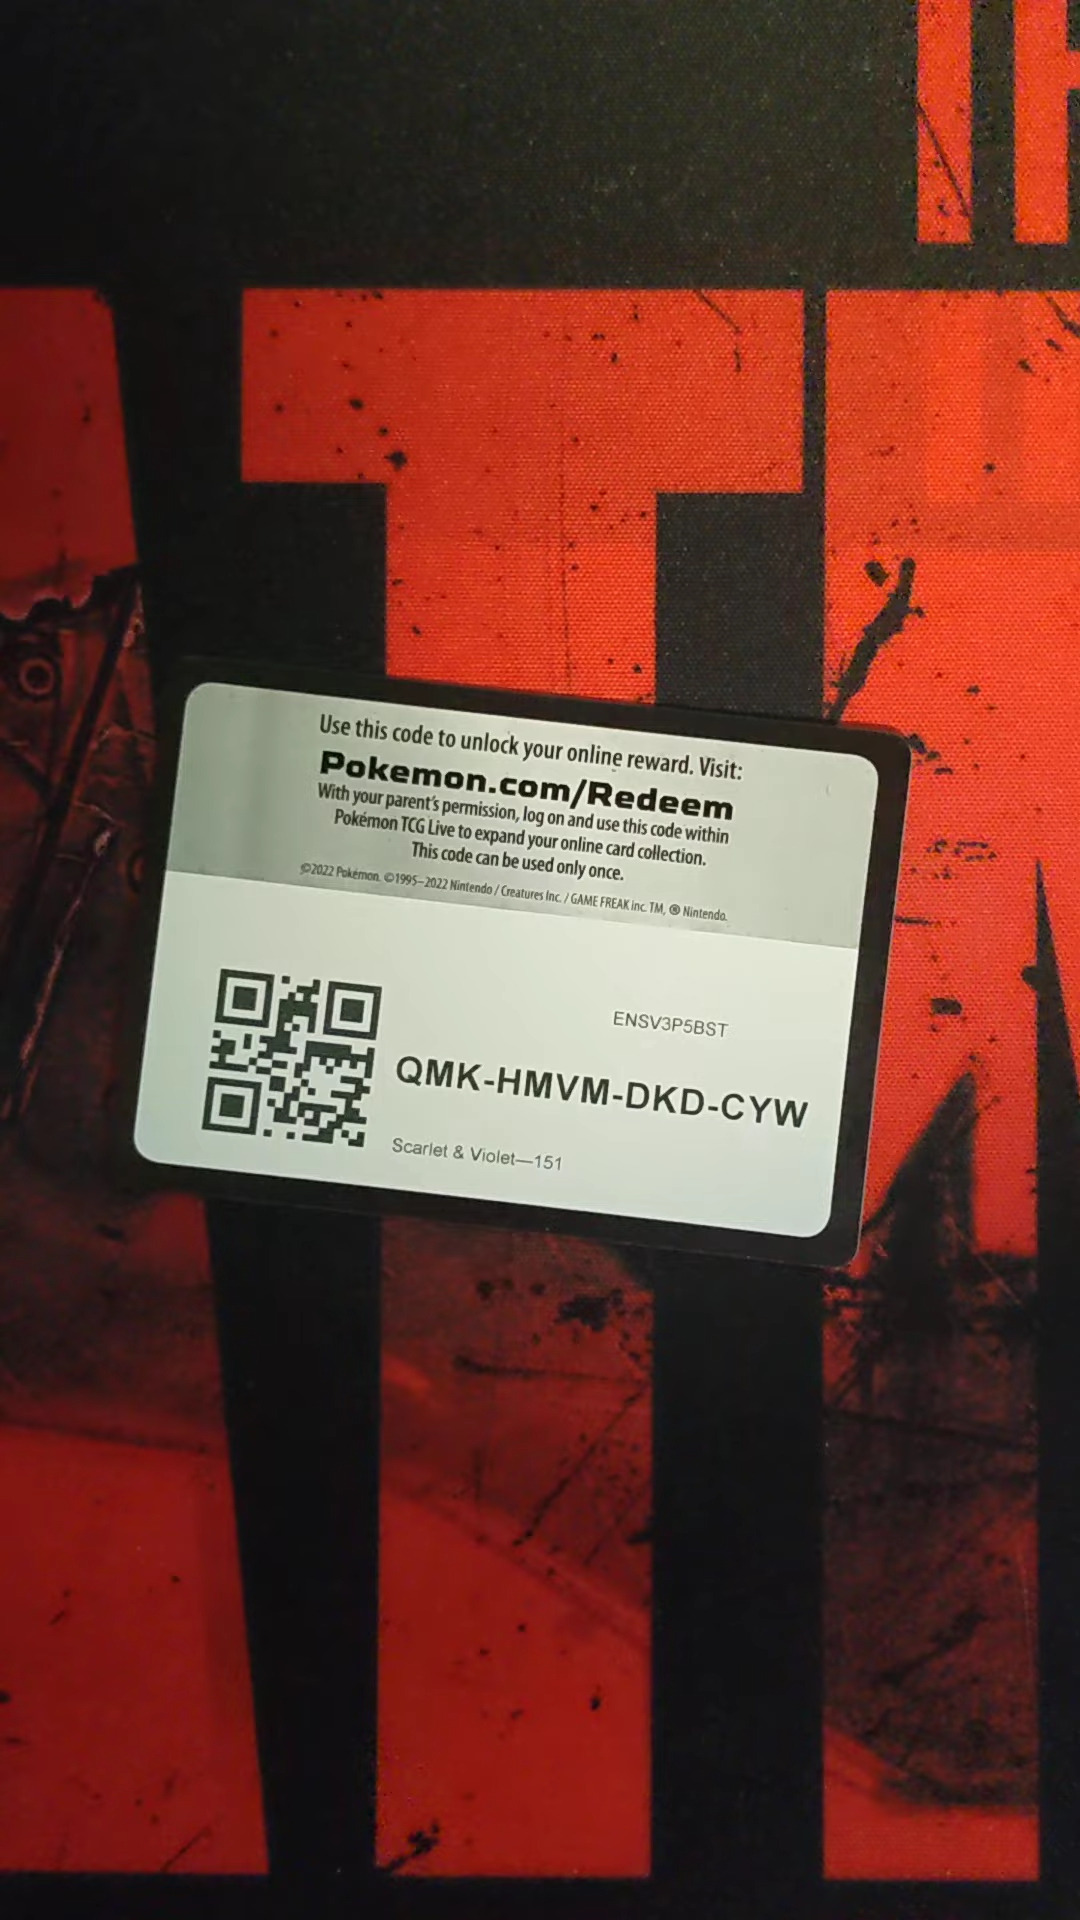 Use this code to unlock your online reward. Visit:
Pokemon.com/Redeem
With your parent's permission, log on and use this code within
Pokémon TCG Live to expand your online card collection.
This code can be used only once.
©2022 Pokémon. ©1995–2022 Nintendo / Creatures Inc. / GAME FREAK inc. TM, ® Nintendo.
ENSV3P5BST
QMK-HMVM-DKD-CYW
Scarlet & Violet—151